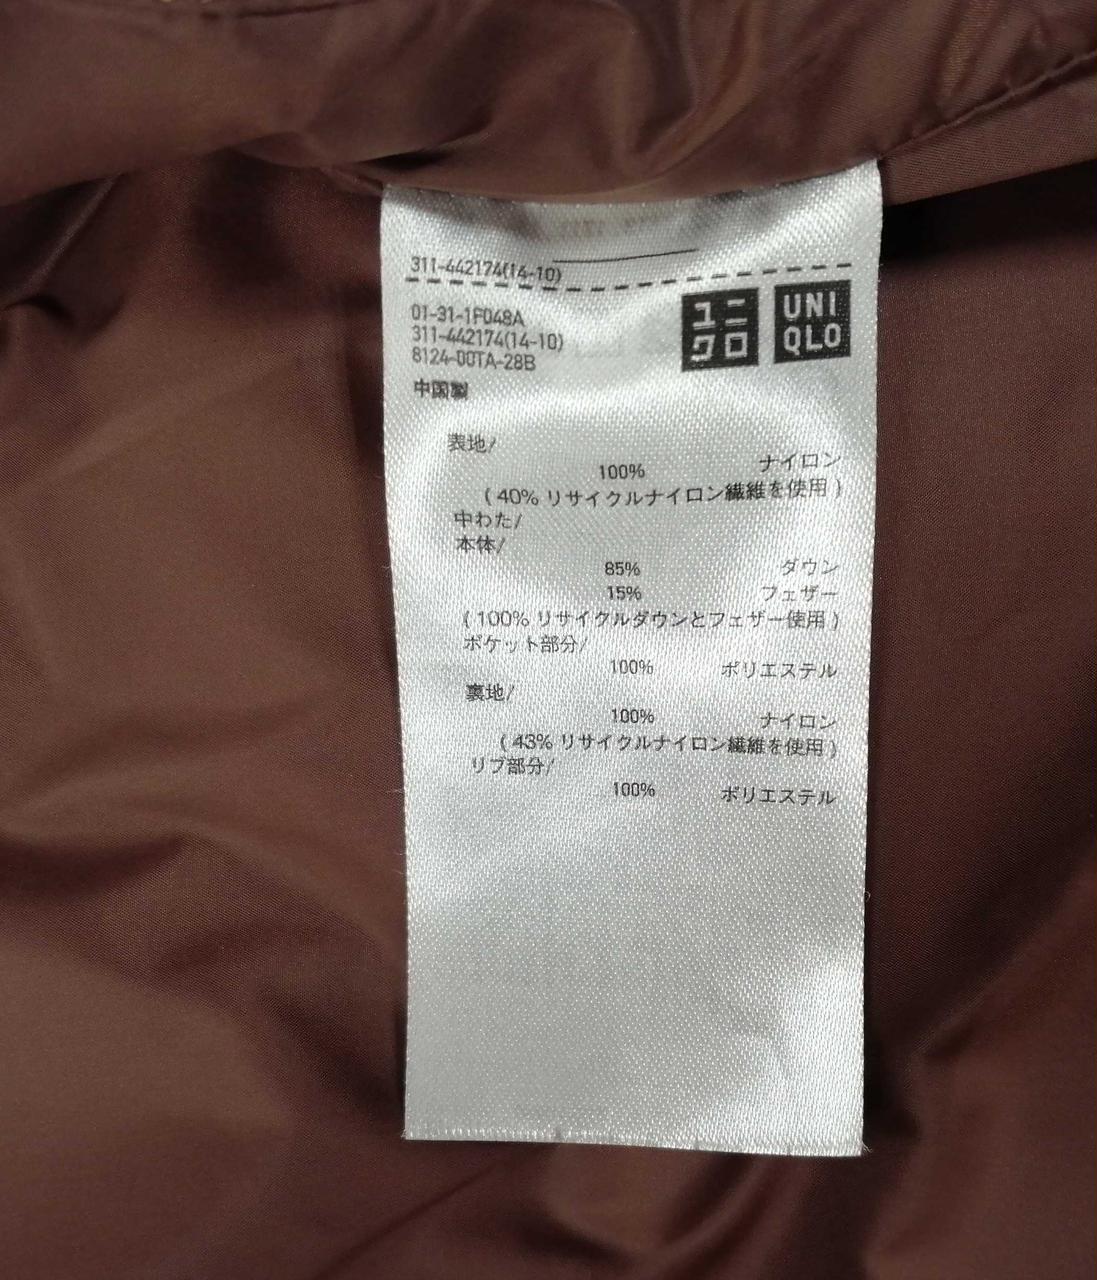 311-442174(14-10)
ユニクロ
UNIQLO
01-31-1F048A
311-442174(14-10)
8124-00TA-28B
中国製
表地/
100% ナイロン
( 40% リサイクルナイロン繊維を使用 )
中わた/
本体/
85% ダウン
15% フェザー
( 100% リサイクルダウンとフェザー使用 )
ポケット部分/
100% ポリエステル
裏地/
100% ナイロン
( 43% リサイクルナイロン繊維を使用 )
リブ部分/
100% ポリエステル